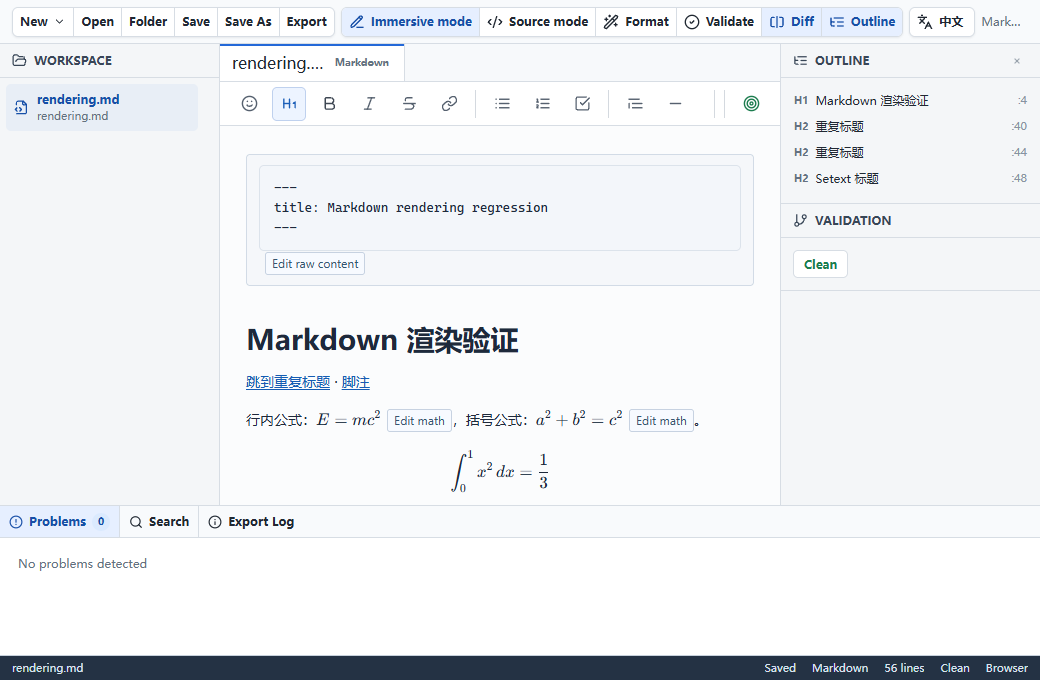 New Open Folder Save Save As Export Immersive mode Source mode Format Validate Diff Outline 中文 Mark...
WORKSPACE
rendering.md
rendering.md
rendering.... Markdown
H1 B I S
---
title: Markdown rendering regression
---
Edit raw content
Markdown 渲染验证
跳到重复标题 · 脚注
行内公式：E = mc² Edit math ，括号公式：a² + b² = c² Edit math 。
∫₀¹ x² dx = 1/3
OUTLINE ×
H1 Markdown 渲染验证 :4
H2 重复标题 :40
H2 重复标题 :44
H2 Setext 标题 :48
VALIDATION
Clean
Problems 0 Search Export Log
No problems detected
rendering.md Saved Markdown 56 lines Clean Browser